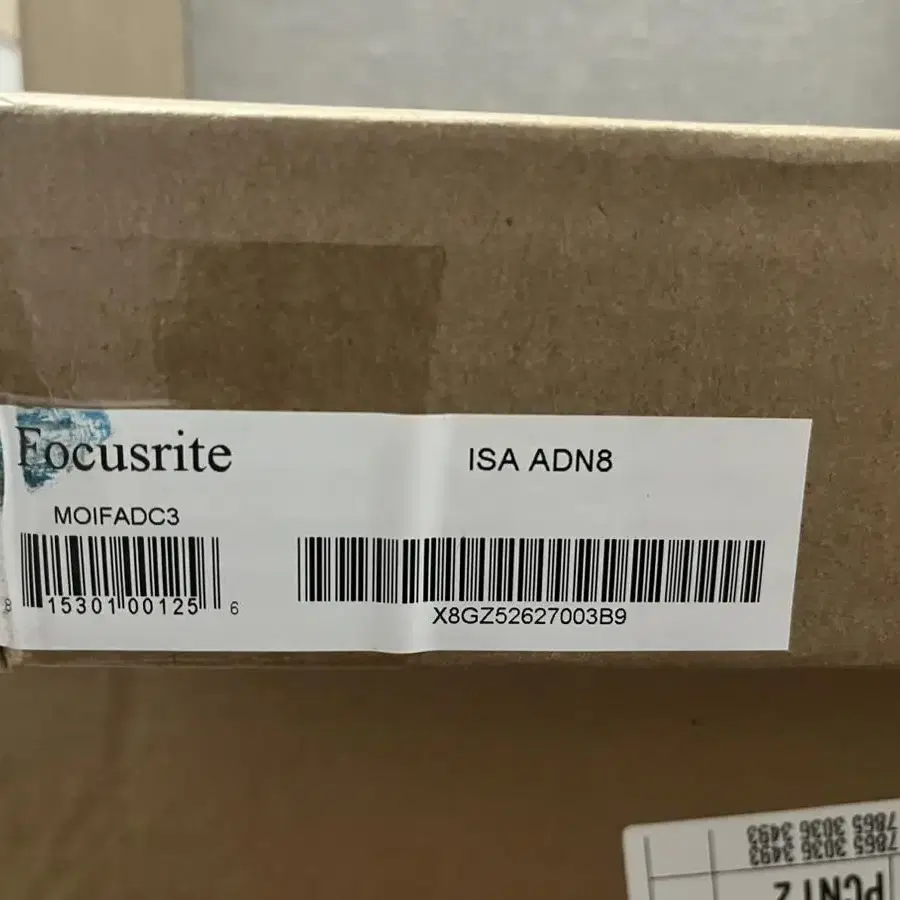 Focusrite
ISA ADN8
MOIFADC3
8 15301 00125 6
X8GZ52627003B9
7865 3036 3493
7865 3036 3493